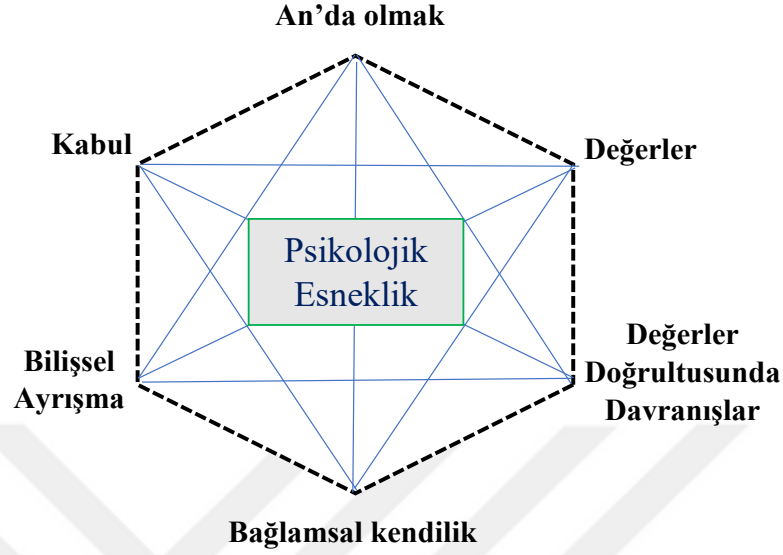 An’da olmak
Kabul
Değerler
Psikolojik
Esneklik
Bilişsel
Ayrışma
Değerler
Doğrultusunda
Davranışlar
Bağlamsal kendilik